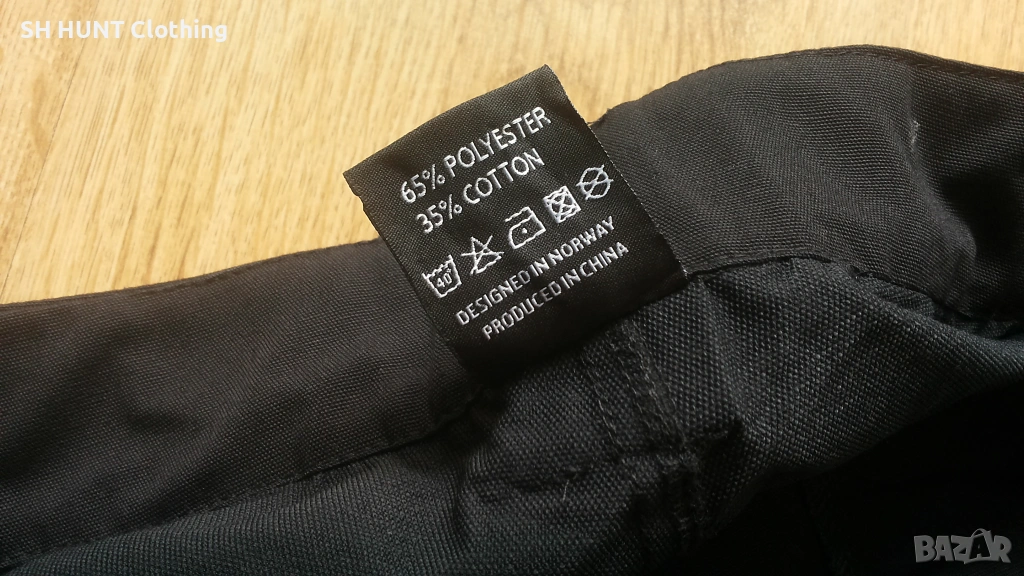 SH HUNT Clothing
65% POLYESTER
35% COTTON
40
DESIGNED IN NORWAY
PRODUCED IN CHINA
BAZAR